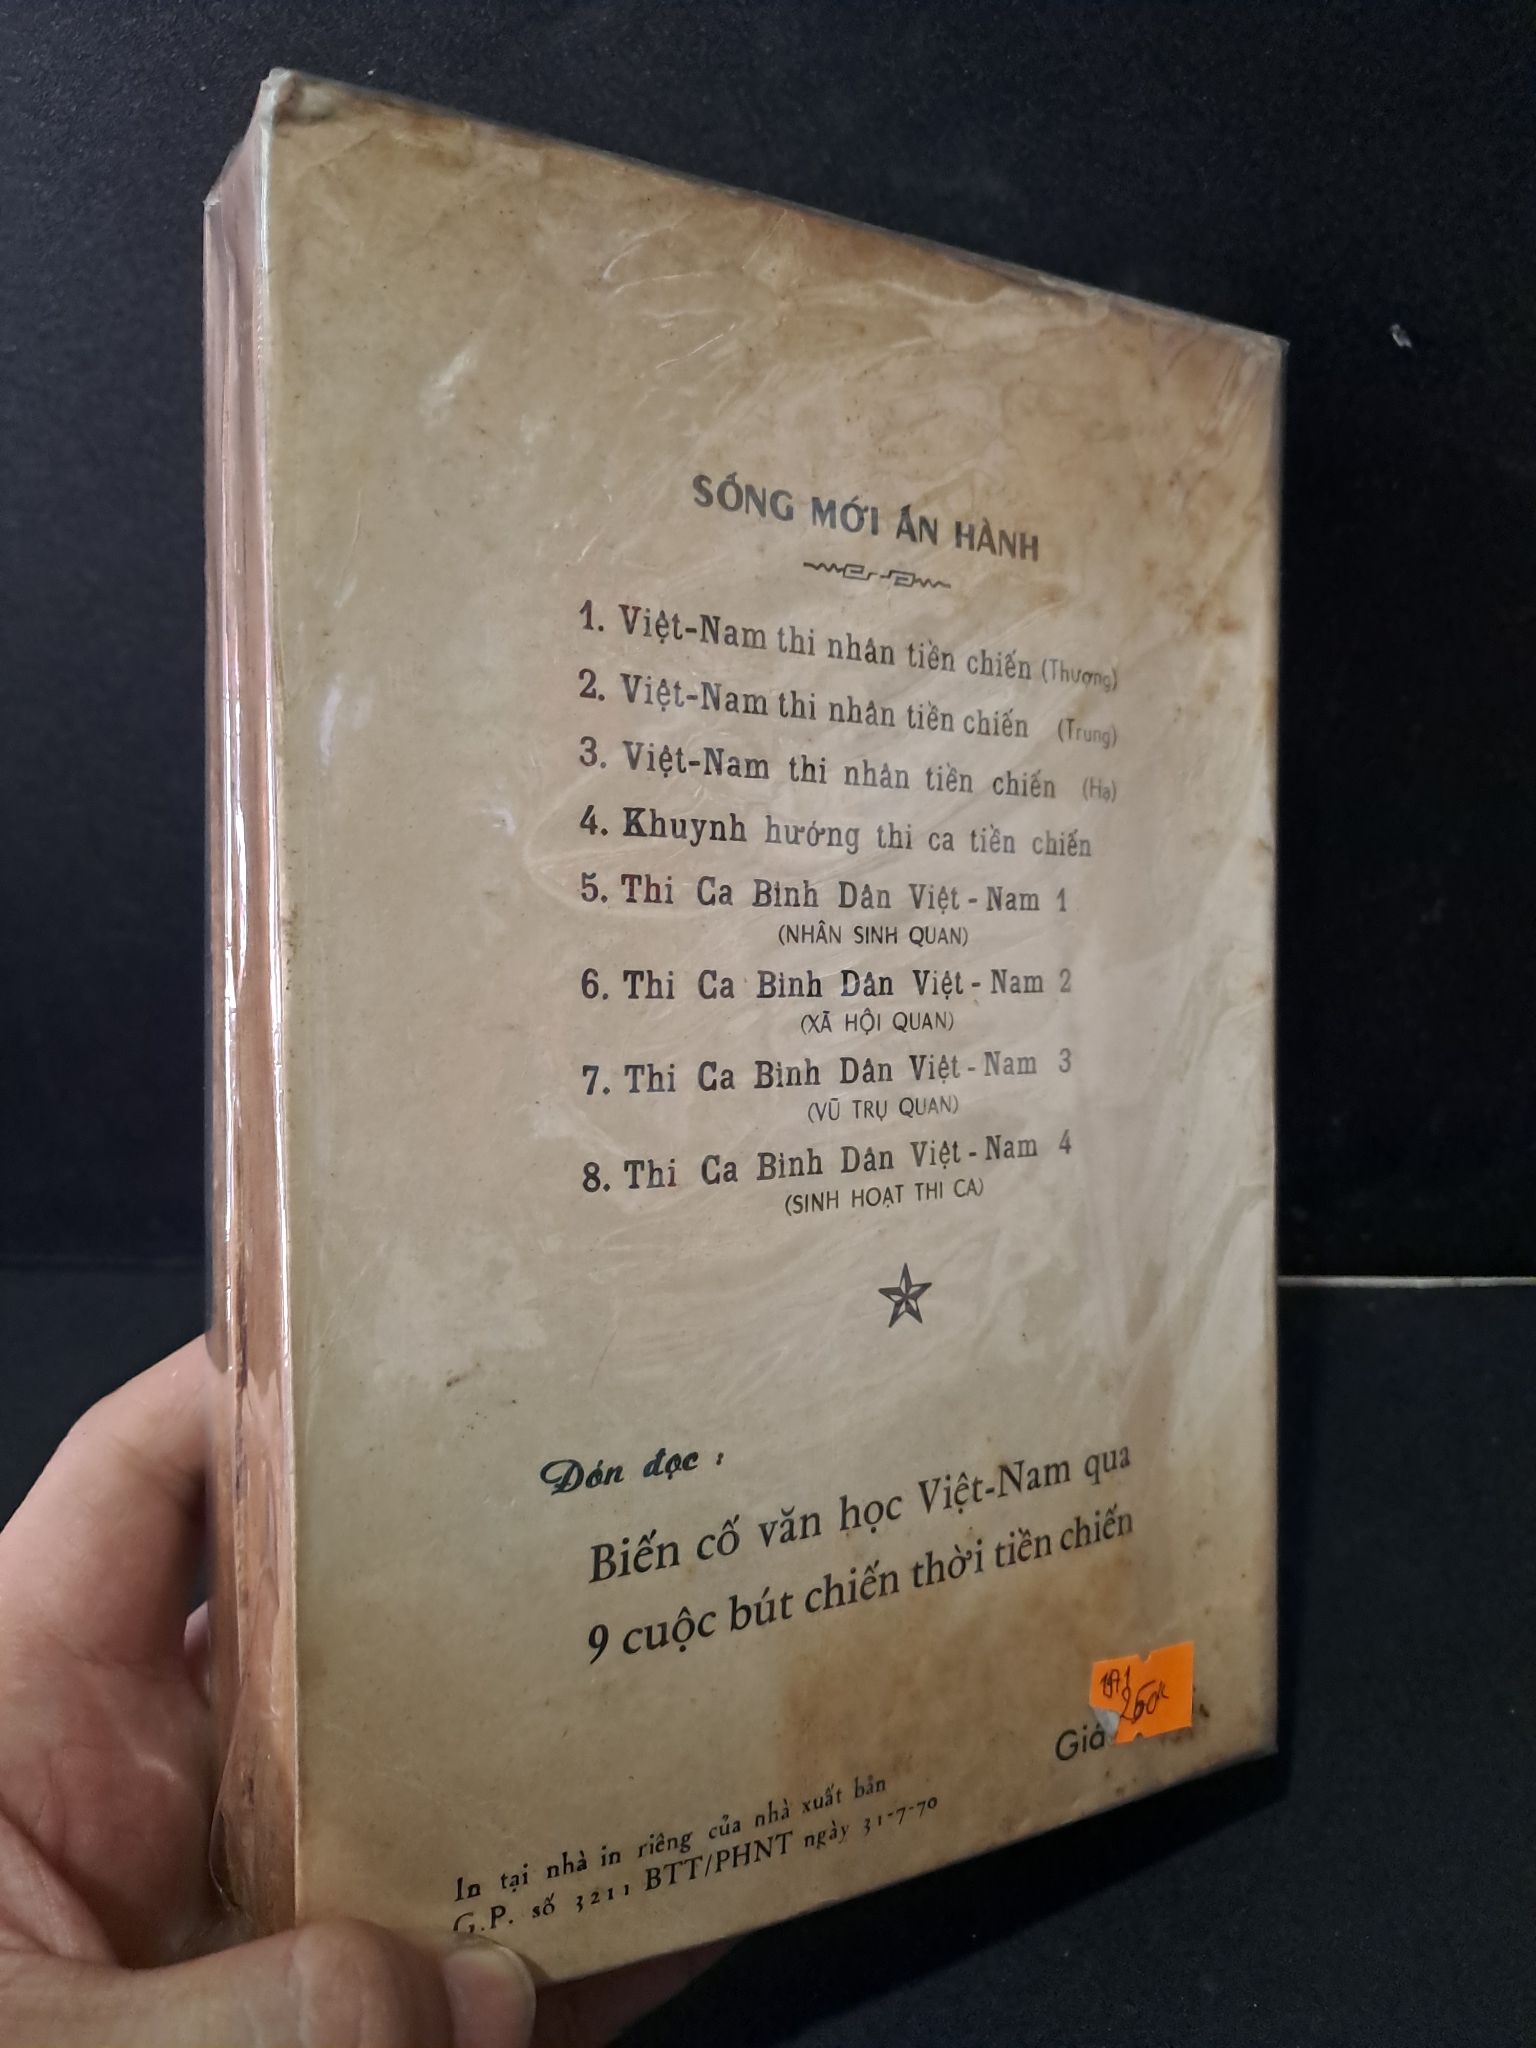 SỐNG MỚI ẤN HÀNH
1. Việt-Nam thi nhân tiền chiến (Thượng)
2. Việt-Nam thi nhân tiền chiến (Trung)
3. Việt-Nam thi nhân tiền chiến (Hạ)
4. Khuynh hướng thi ca tiền chiến
5. Thi Ca Bình Dân Việt - Nam 1
(NHÂN SINH QUAN)
6. Thi Ca Bình Dân Việt - Nam 2
(XÃ HỘI QUAN)
7. Thi Ca Bình Dân Việt - Nam 3
(VŨ TRỤ QUAN)
8. Thi Ca Bình Dân Việt - Nam 4
(SINH HOẠT THI CA)
Đón đọc :
Biến cố văn học Việt-Nam qua
9 cuộc bút chiến thời tiền chiến
Giá
In tại nhà in riêng của nhà xuất bản
G.P. số 3211 BTT/PHNT ngày 31-7-70